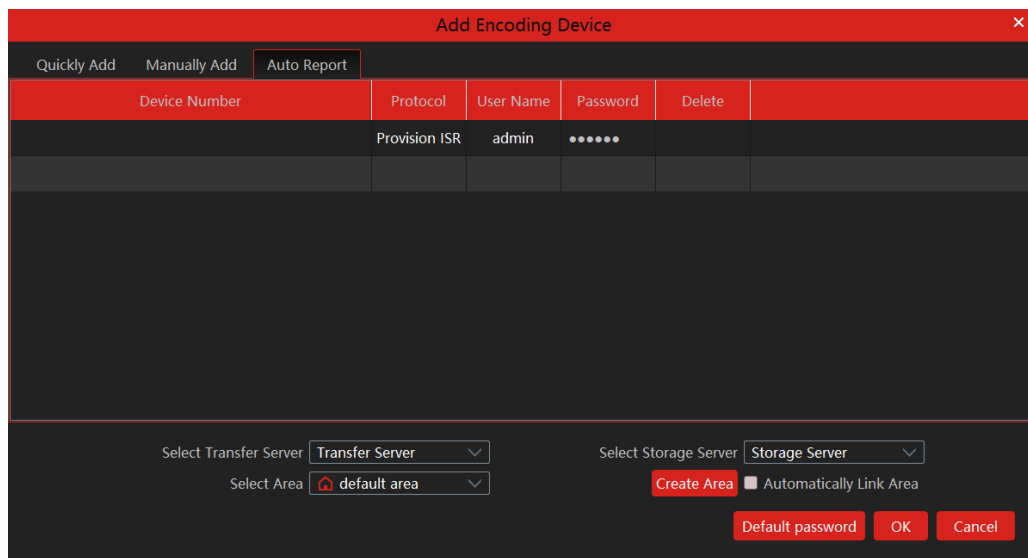 Add Encoding Device
Quickly Add Manually Add Auto Report
Device Number Protocol User Name Password Delete
Provision ISR admin ●●●●●●
Select Transfer Server Transfer Server Select Storage Server Storage Server
Select Area default area Create Area Automatically Link Area
Default password OK Cancel